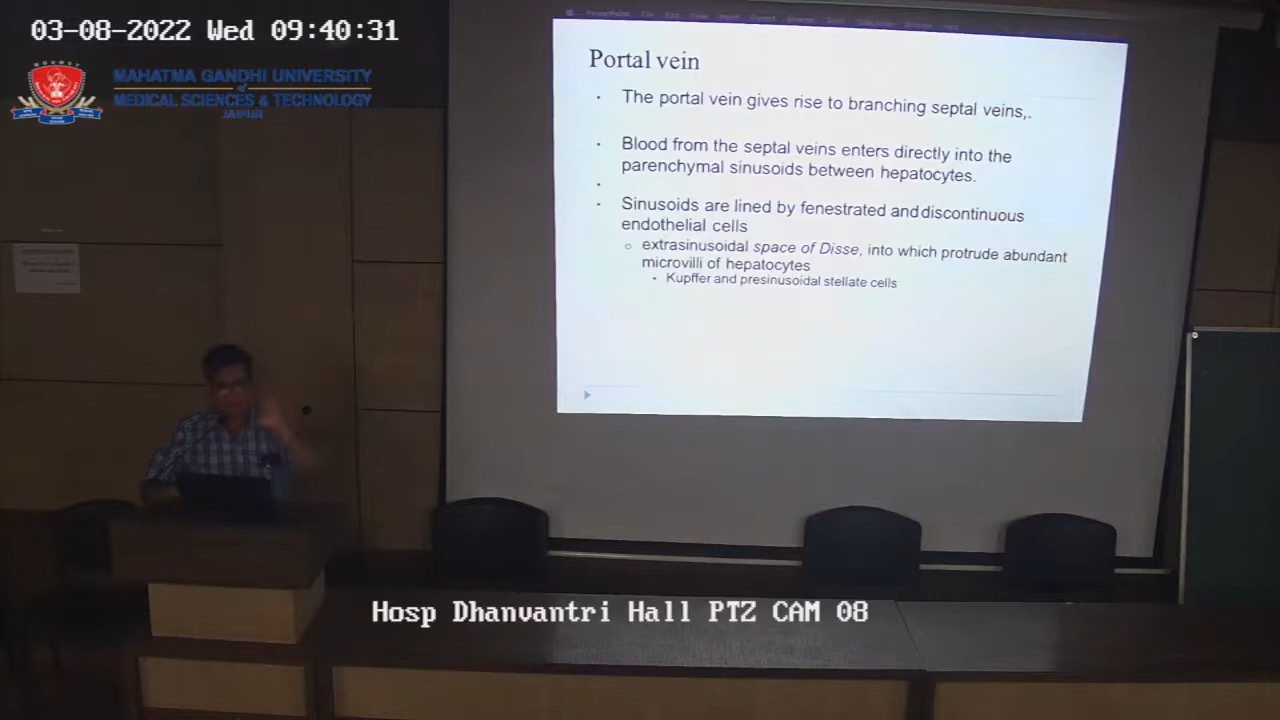 03-08-2022 Wed 09:40:31
MAHATMA GANDHI UNIVERSITY
of
MEDICAL SCIENCES & TECHNOLOGY
JAIPUR
Portal vein
The portal vein gives rise to branching septal veins,.
Blood from the septal veins enters directly into the
parenchymal sinusoids between hepatocytes.
Sinusoids are lined by fenestrated and discontinuous
endothelial cells
extrasinusoidal space of Disse, into which protrude abundant
microvilli of hepatocytes
Kupffer and presinusoidal stellate cells
Hosp Dhanvantri Hall PTZ CAM 08